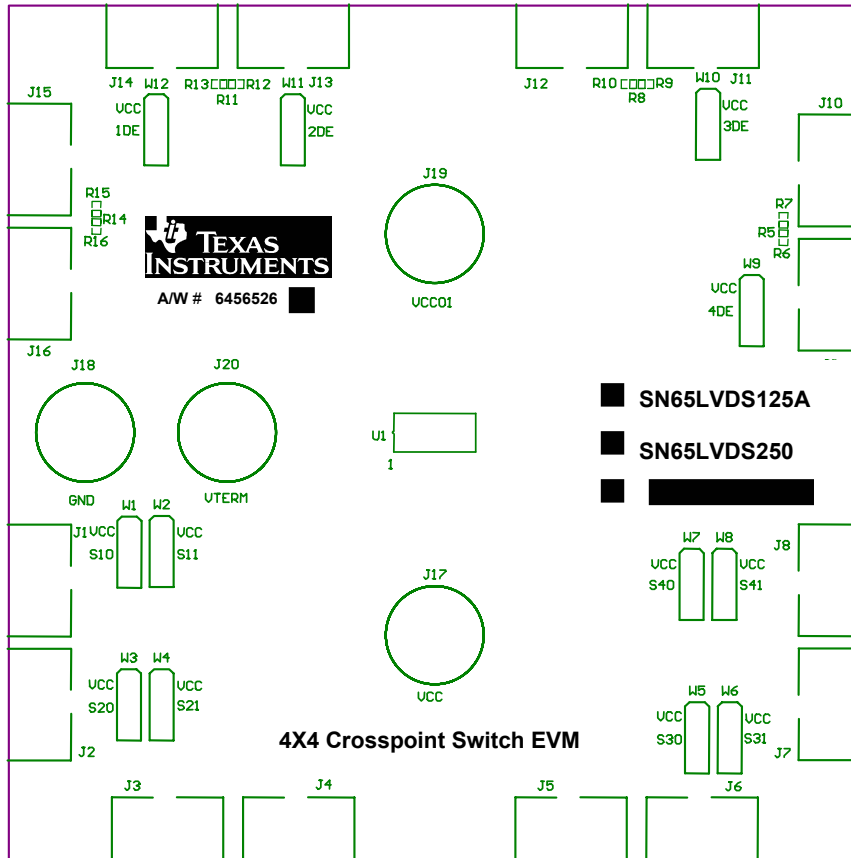 J14 W12 R13 R12 W11 J13 J12 R10 R9 W10 J11
R11 R8
J15 VCC VCC VCC J10
1DE 2DE 3DE
J19
R15 R7
R14 R5
R16 R6
TEXAS
INSTRUMENTS
W9
VCC
A/W # 6456526
VCCO1
4DE
J16
J18 J20
SN65LVDS125A
U1
SN65LVDS250
1
GND VTERM
W1 W2
J1 VCC VCC
S10 S11
W7 W8 J8
VCC VCC
S40 S41
J17
W3 W4
VCC VCC
S20 S21
VCC
W5 W6
VCC VCC
S30 S31
4X4 Crosspoint Switch EVM
J2 J7
J3 J4 J5 J6